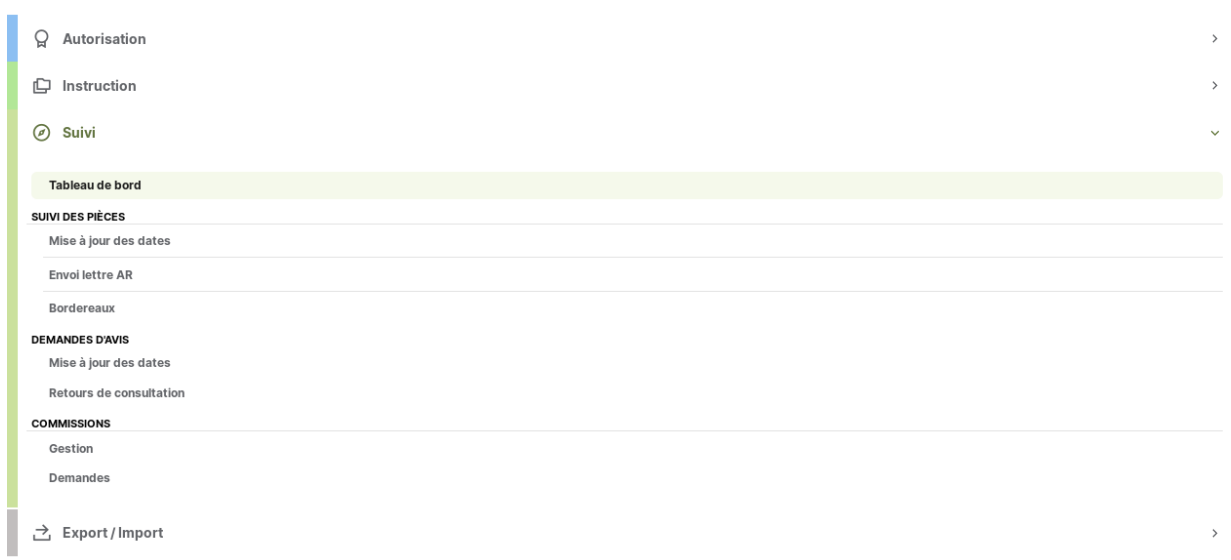 Autorisation
Instruction
Suivi
Tableau de bord
SUIVI DES PIÈCES
Mise à jour des dates
Envoi lettre AR
Bordereaux
DEMANDES D'AVIS
Mise à jour des dates
Retours de consultation
COMMISSIONS
Gestion
Demandes
Export / Import